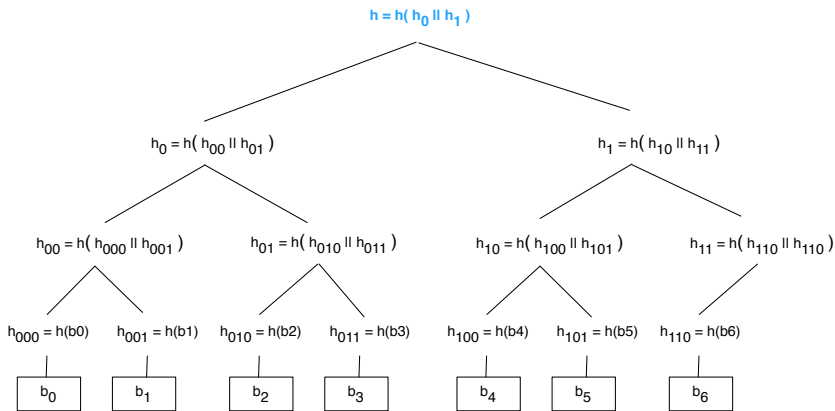 h = h( h₀ || h₁ )
h₀ = h( h₀₀ || h₀₁ ) h₁ = h( h₁₀ || h₁₁ )
h₀₀ = h( h₀₀₀ || h₀₀₁ ) h₀₁ = h( h₀₁₀ || h₀₁₁ ) h₁₀ = h( h₁₀₀ || h₁₀₁ ) h₁₁ = h( h₁₁₀ || h₁₁₀ )
h₀₀₀ = h(b0) h₀₀₁ = h(b1) h₀₁₀ = h(b2) h₀₁₁ = h(b3) h₁₀₀ = h(b4) h₁₀₁ = h(b5) h₁₁₀ = h(b6)
b₀ b₁ b₂ b₃ b₄ b₅ b₆